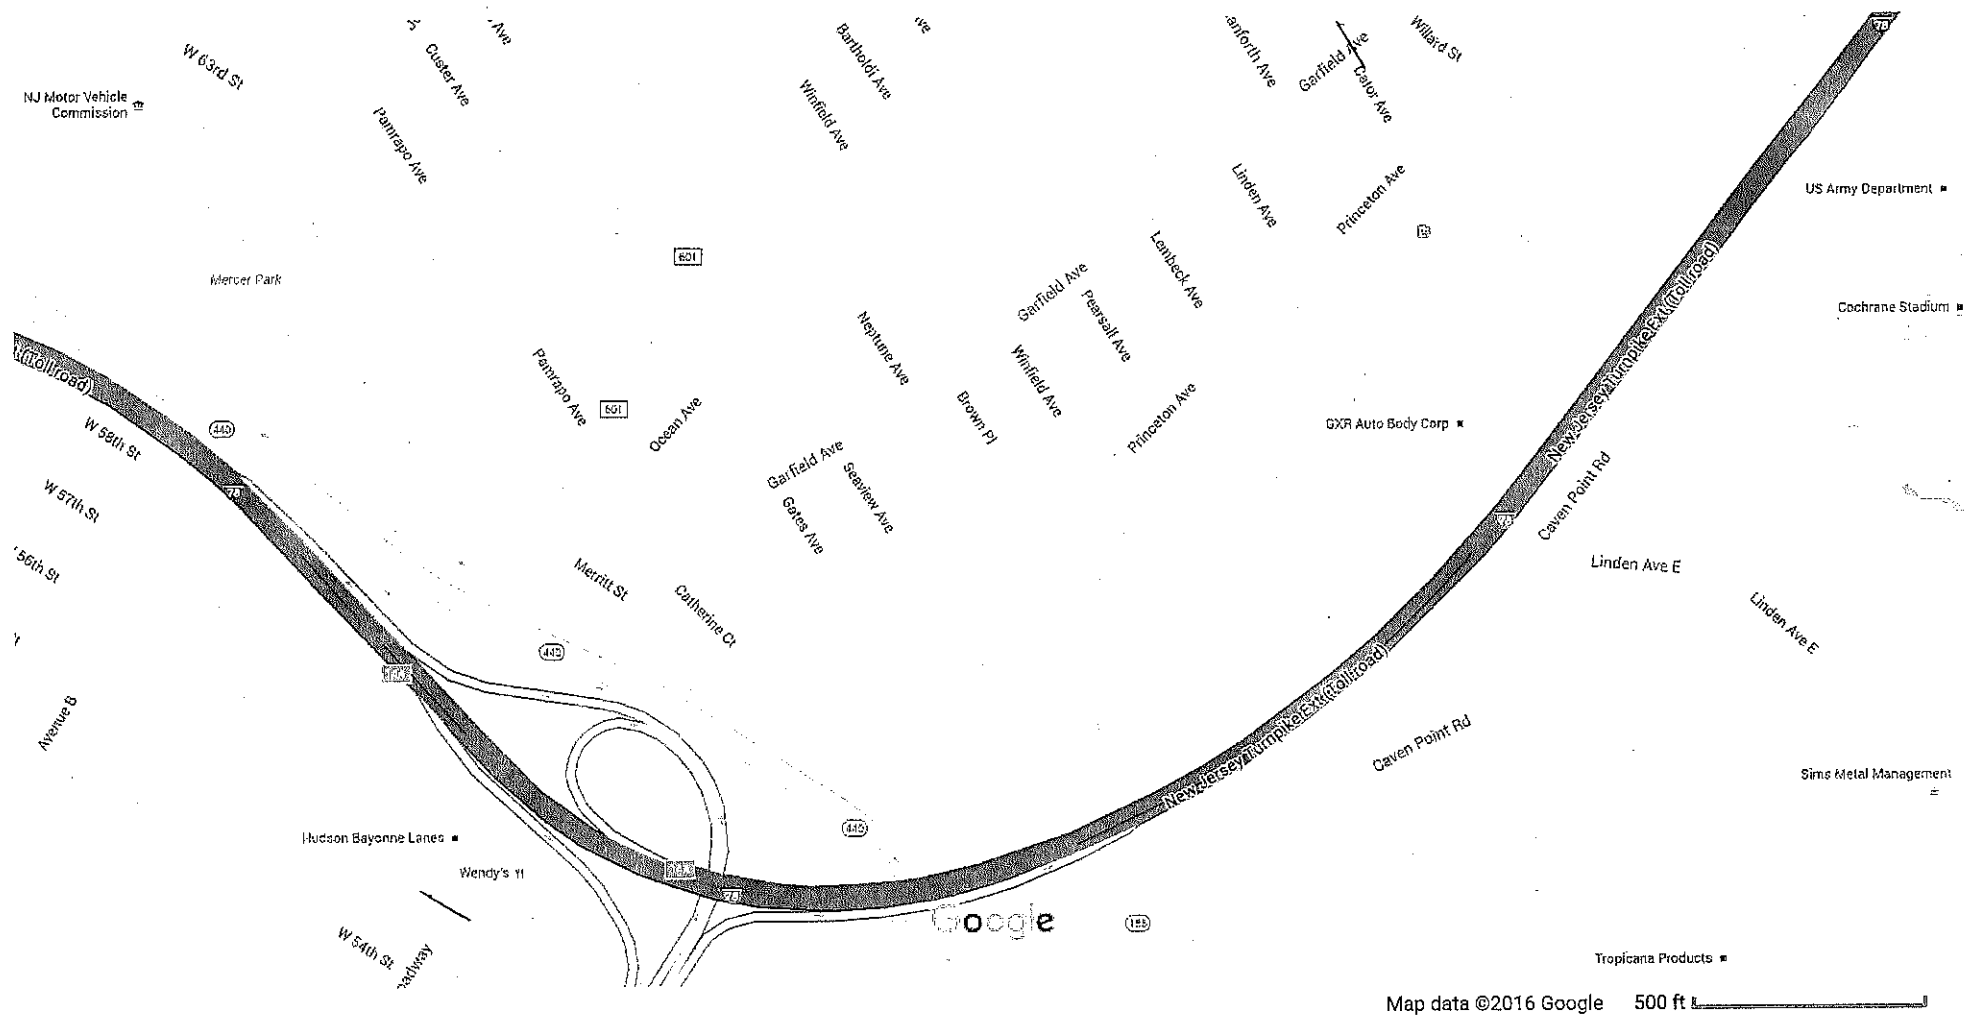 Ave
Ave
W 63rd St
Custer Ave
Bartholdi Ave
anforth Ave
Garfield Ave
Willard St
78
NJ Motor Vehicle
Commission
Pamrapo Ave
Winfield Ave
Cator Ave
Linden Ave
Princeton Ave
US Army Department
Mercer Park
601
Lembeck Ave
Garfield Ave
Pearsall Ave
Cochrane Stadium
(Toll road)
Neptune Ave
Winfield Ave
New Jersey Turnpike Ext (Toll road)
Pamrapo Ave
601
Ocean Ave
Brown Pl
Princeton Ave
GXR Auto Body Corp
W 58th St
440
W 57th St
Garfield Ave
Seaview Ave
Gates Ave
78
Caven Point Rd
56th St
Merritt St
Catherine Ct
Linden Ave E
Linden Ave E
440
New Jersey Turnpike Ext (Toll road)
Avenue B
Caven Point Rd
Sims Metal Management
Hudson Bayonne Lanes
440
Wendy's
78
Google
185
W 54th St
oadway
Tropicana Products
Map data ©2016 Google 500 ft